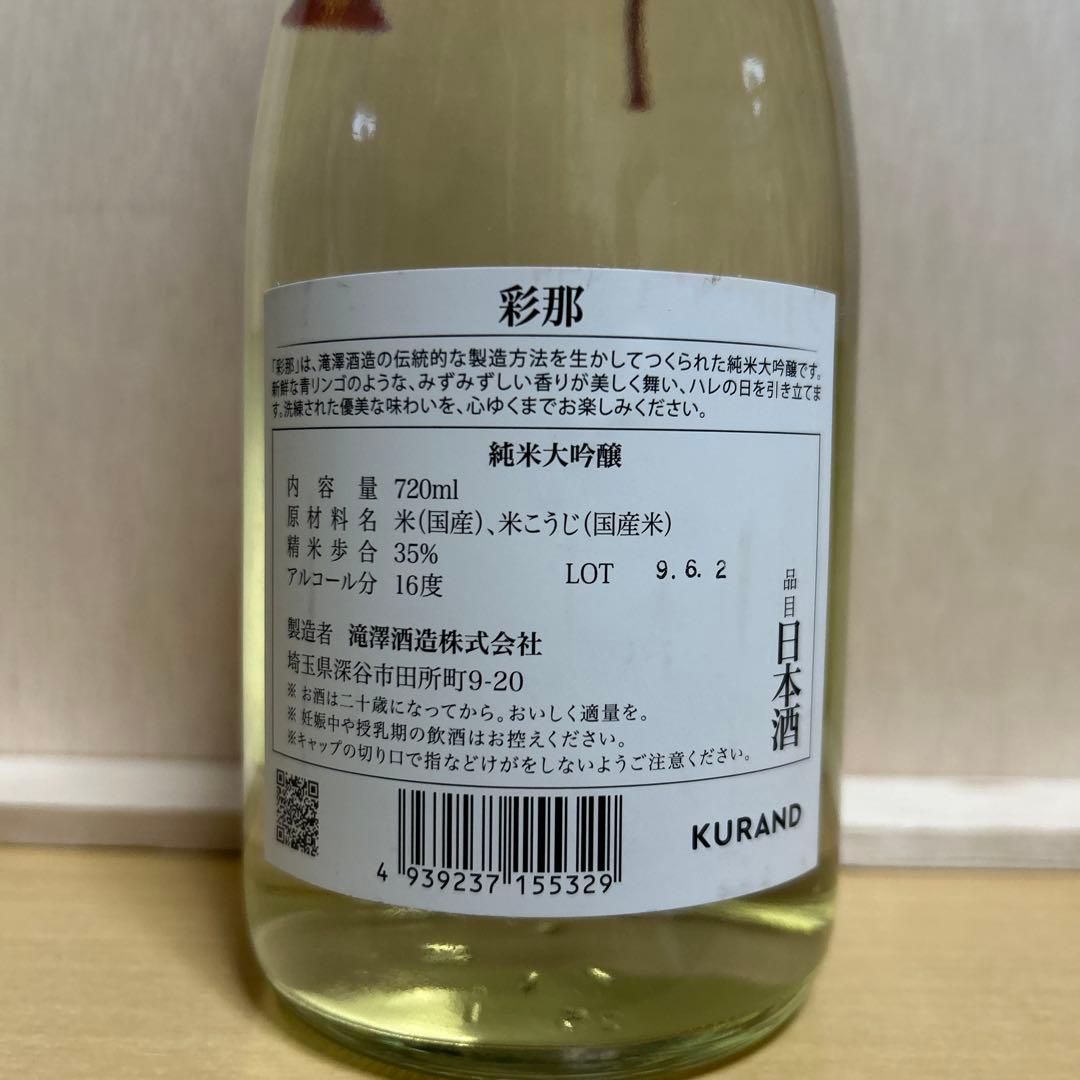 彩那
「彩那」は、滝澤酒造の伝統的な製造方法を生かしてつくられた純米大吟醸です。
新鮮な青リンゴのような、みずみずしい香りが美しく舞い、ハレの日を引き立てま
す。洗練された優美な味わいを、心ゆくまでお楽しみください。
純米大吟醸
内容量 720ml
原材料名 米(国産)、米こうじ(国産米)
精米歩合 35%
アルコール分 16度
LOT 9.6.2
品目 日本酒
製造者 滝澤酒造株式会社
埼玉県深谷市田所町9-20
※ お酒は二十歳になってから。おいしく適量を。
※ 妊娠中や授乳期の飲酒はお控えください。
※キャップの切り口で指などけがをしないようご注意ください。
KURAND
4 939237 155329